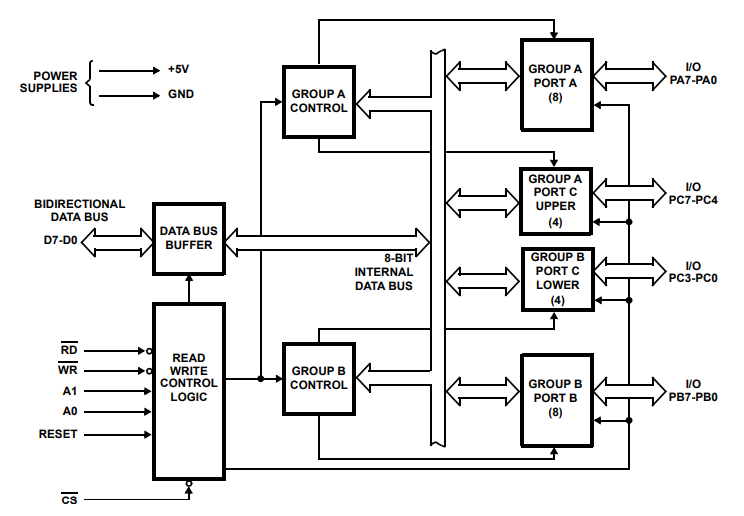 POWER
SUPPLIES
+5V
GND
GROUP A
CONTROL
GROUP A
PORT A
(8)
I/O
PA7-PA0
GROUP A
PORT C
UPPER
(4)
I/O
PC7-PC4
BIDIRECTIONAL
DATA BUS
D7-D0
DATA BUS
BUFFER
8-BIT
INTERNAL
DATA BUS
GROUP B
PORT C
LOWER
(4)
I/O
PC3-PC0
RD
WR
A1
A0
RESET
CS
READ
WRITE
CONTROL
LOGIC
GROUP B
CONTROL
GROUP B
PORT B
(8)
I/O
PB7-PB0